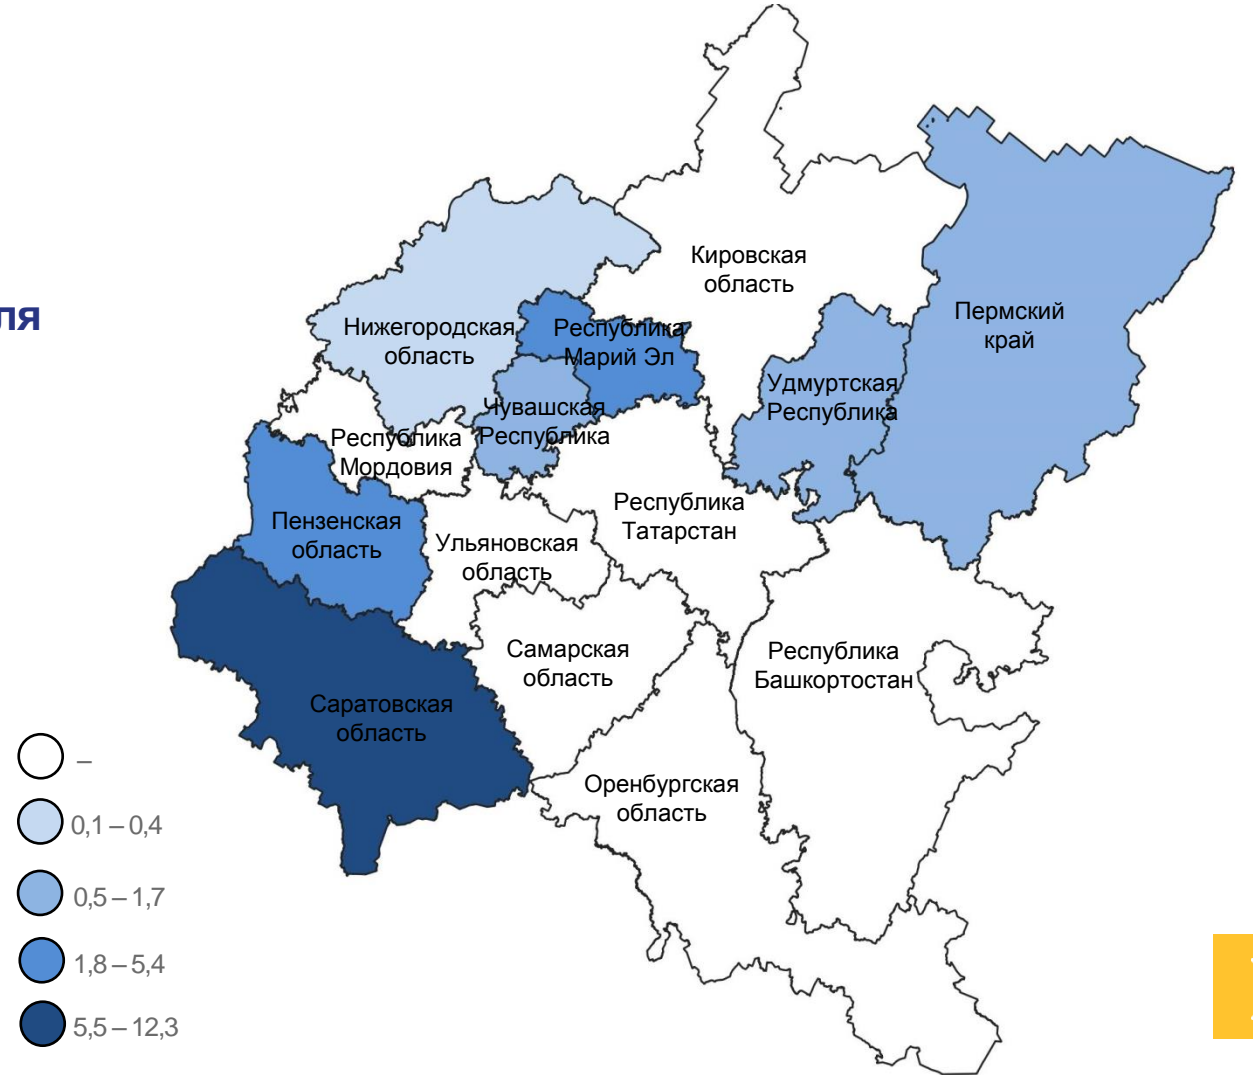 Кировская
область
Пермский
край
ля
Нижегородская
область
Республика
Марий Эл
Удмуртская
Республика
Чувашская
Республика
Республика
Мордовия
Республика
Татарстан
Пензенская
область
Ульяновская
область
Самарская
область
Республика
Башкортостан
Саратовская
область
Оренбургская
область
–
0,1 – 0,4
0,5 – 1,7
1,8 – 5,4
5,5 – 12,3